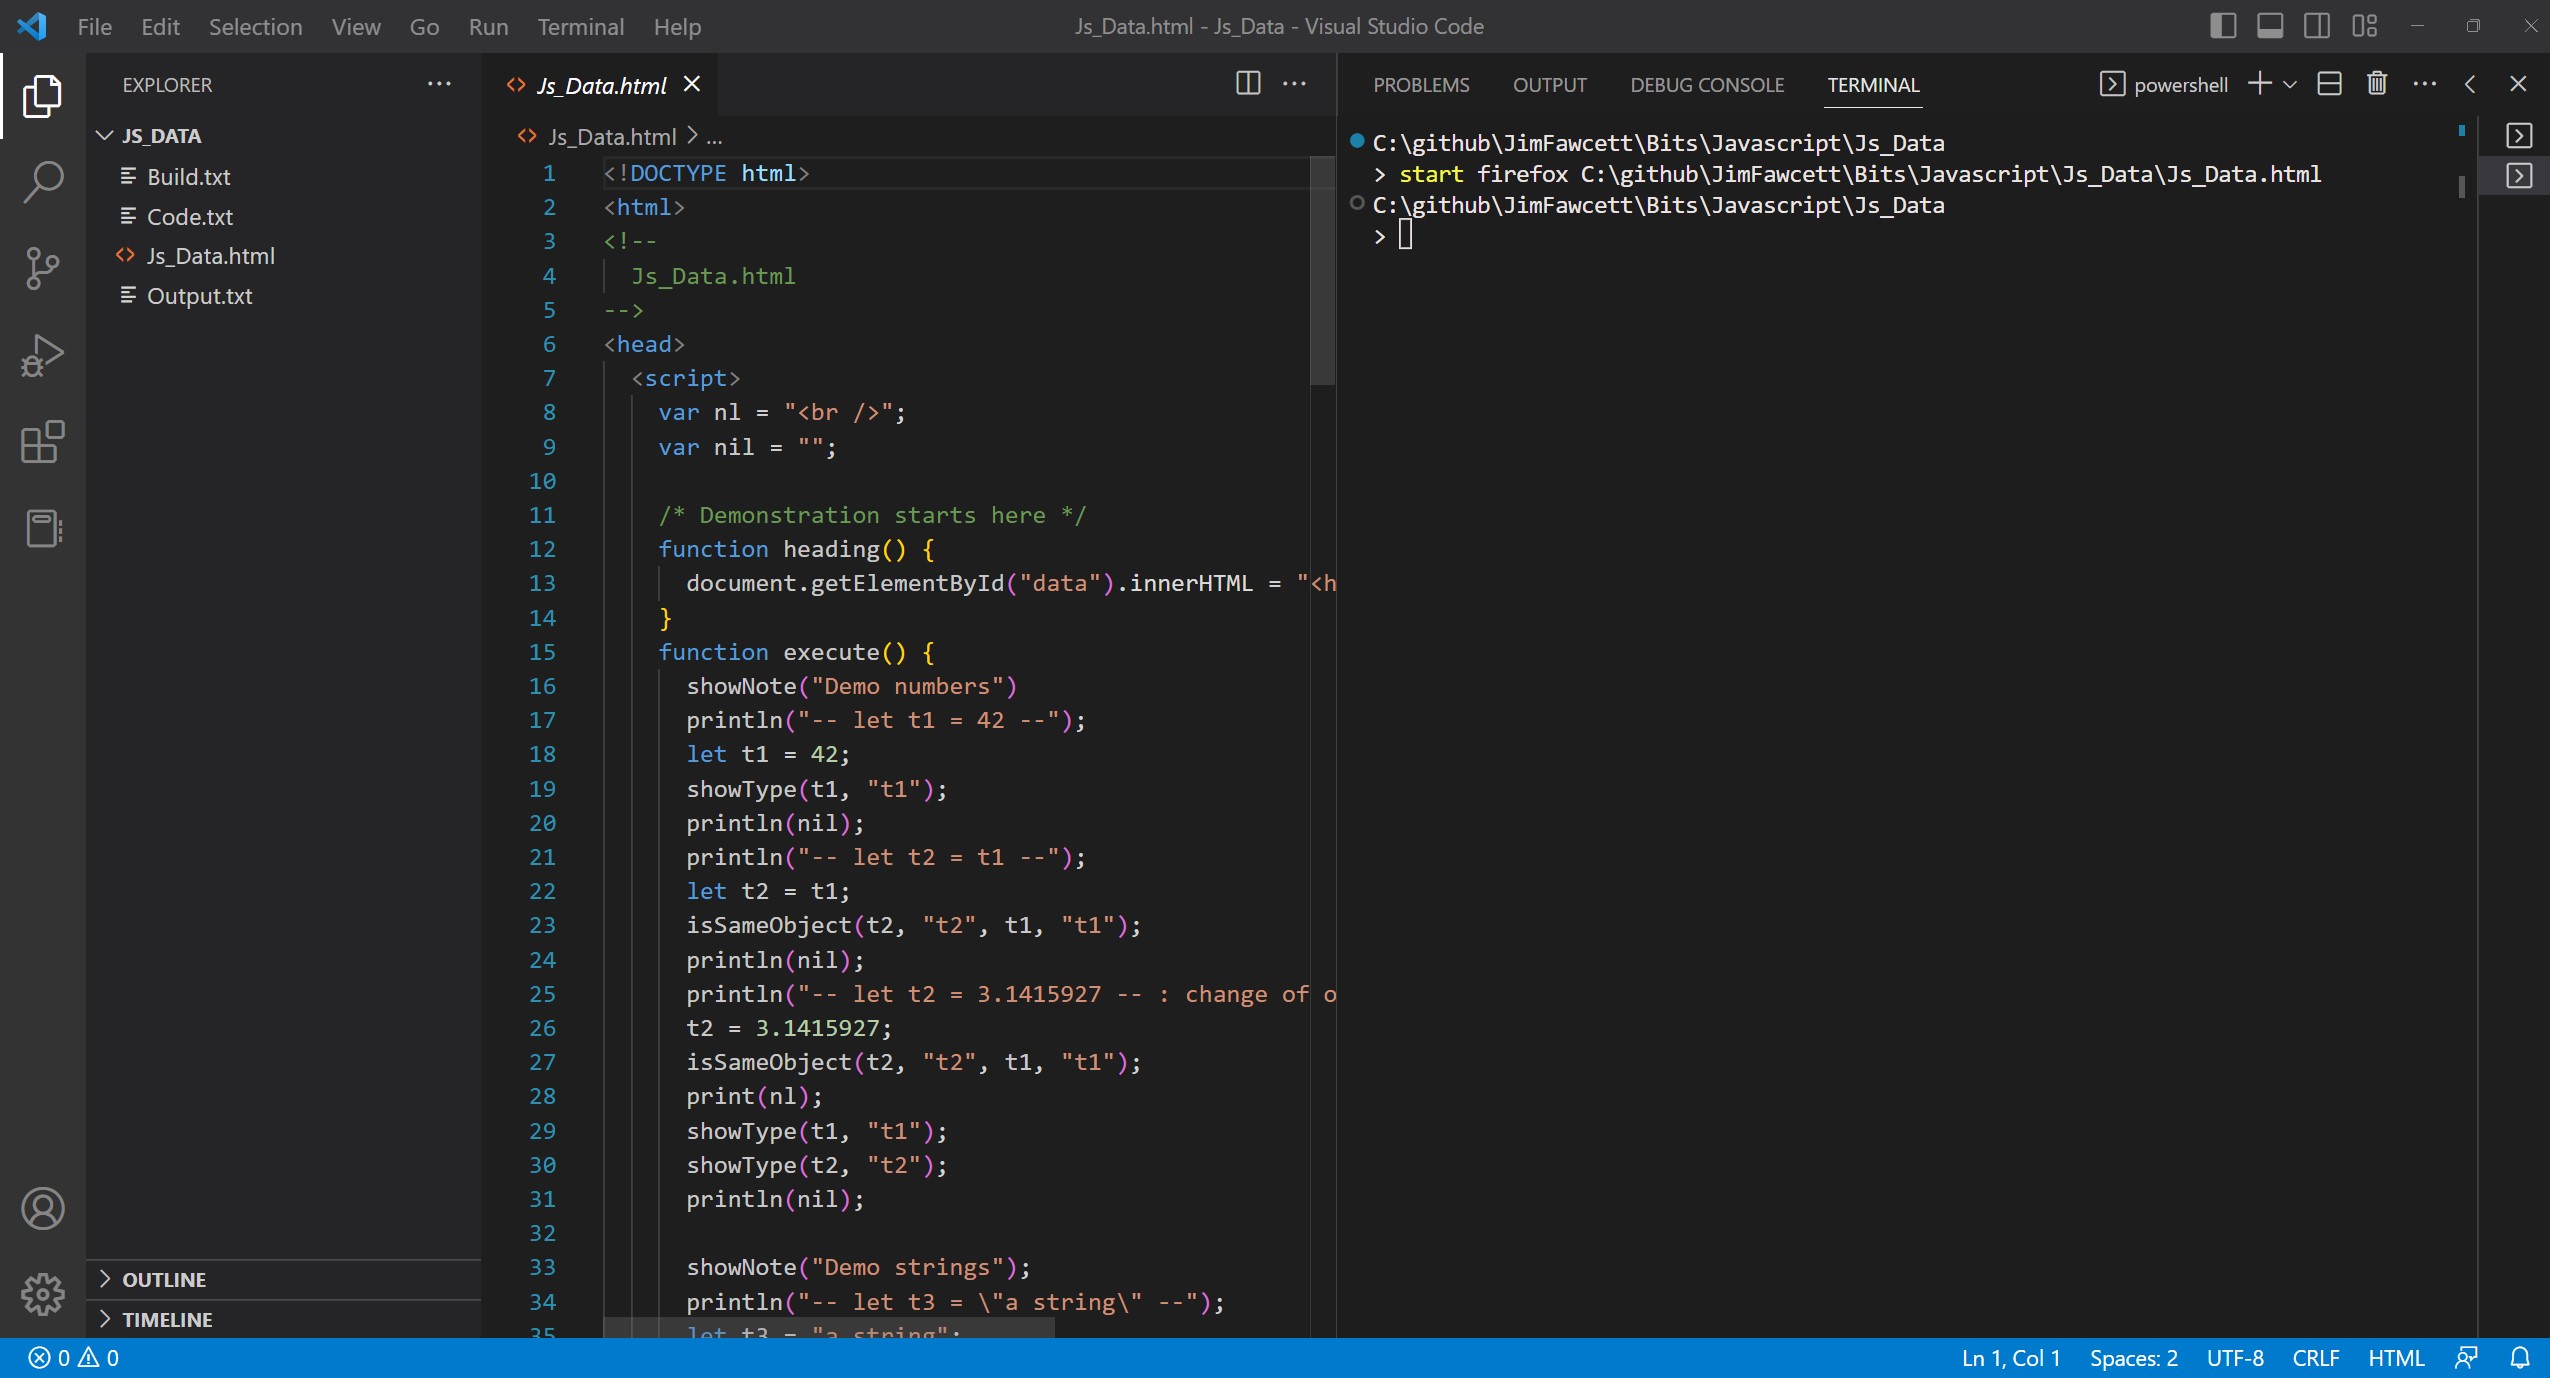 File Edit Selection View Go Run Terminal Help
Js_Data.html - Js_Data - Visual Studio Code
EXPLORER
JS_DATA
Build.txt
Code.txt
Js_Data.html
Output.txt
OUTLINE
TIMELINE
Js_Data.html
Js_Data.html > ...
1 <!DOCTYPE html>
2 <html>
3 <!--
4 Js_Data.html
5 -->
6 <head>
7 <script>
8 var nl = "<br />";
9 var nil = "";
10
11 /* Demonstration starts here */
12 function heading() {
13 document.getElementById("data").innerHTML = "<h
14 }
15 function execute() {
16 showNote("Demo numbers")
17 println("-- let t1 = 42 --");
18 let t1 = 42;
19 showType(t1, "t1");
20 println(nil);
21 println("-- let t2 = t1 --");
22 let t2 = t1;
23 isSameObject(t2, "t2", t1, "t1");
24 println(nil);
25 println("-- let t2 = 3.1415927 -- : change of o
26 t2 = 3.1415927;
27 isSameObject(t2, "t2", t1, "t1");
28 print(nl);
29 showType(t1, "t1");
30 showType(t2, "t2");
31 println(nil);
32
33 showNote("Demo strings");
34 println("-- let t3 = \"a string\" --");
35 let t3 = "a string";
PROBLEMS OUTPUT DEBUG CONSOLE TERMINAL
powershell
C:\github\JimFawcett\Bits\Javascript\Js_Data
> start firefox C:\github\JimFawcett\Bits\Javascript\Js_Data\Js_Data.html
C:\github\JimFawcett\Bits\Javascript\Js_Data
>
0 0
Ln 1, Col 1 Spaces: 2 UTF-8 CRLF HTML